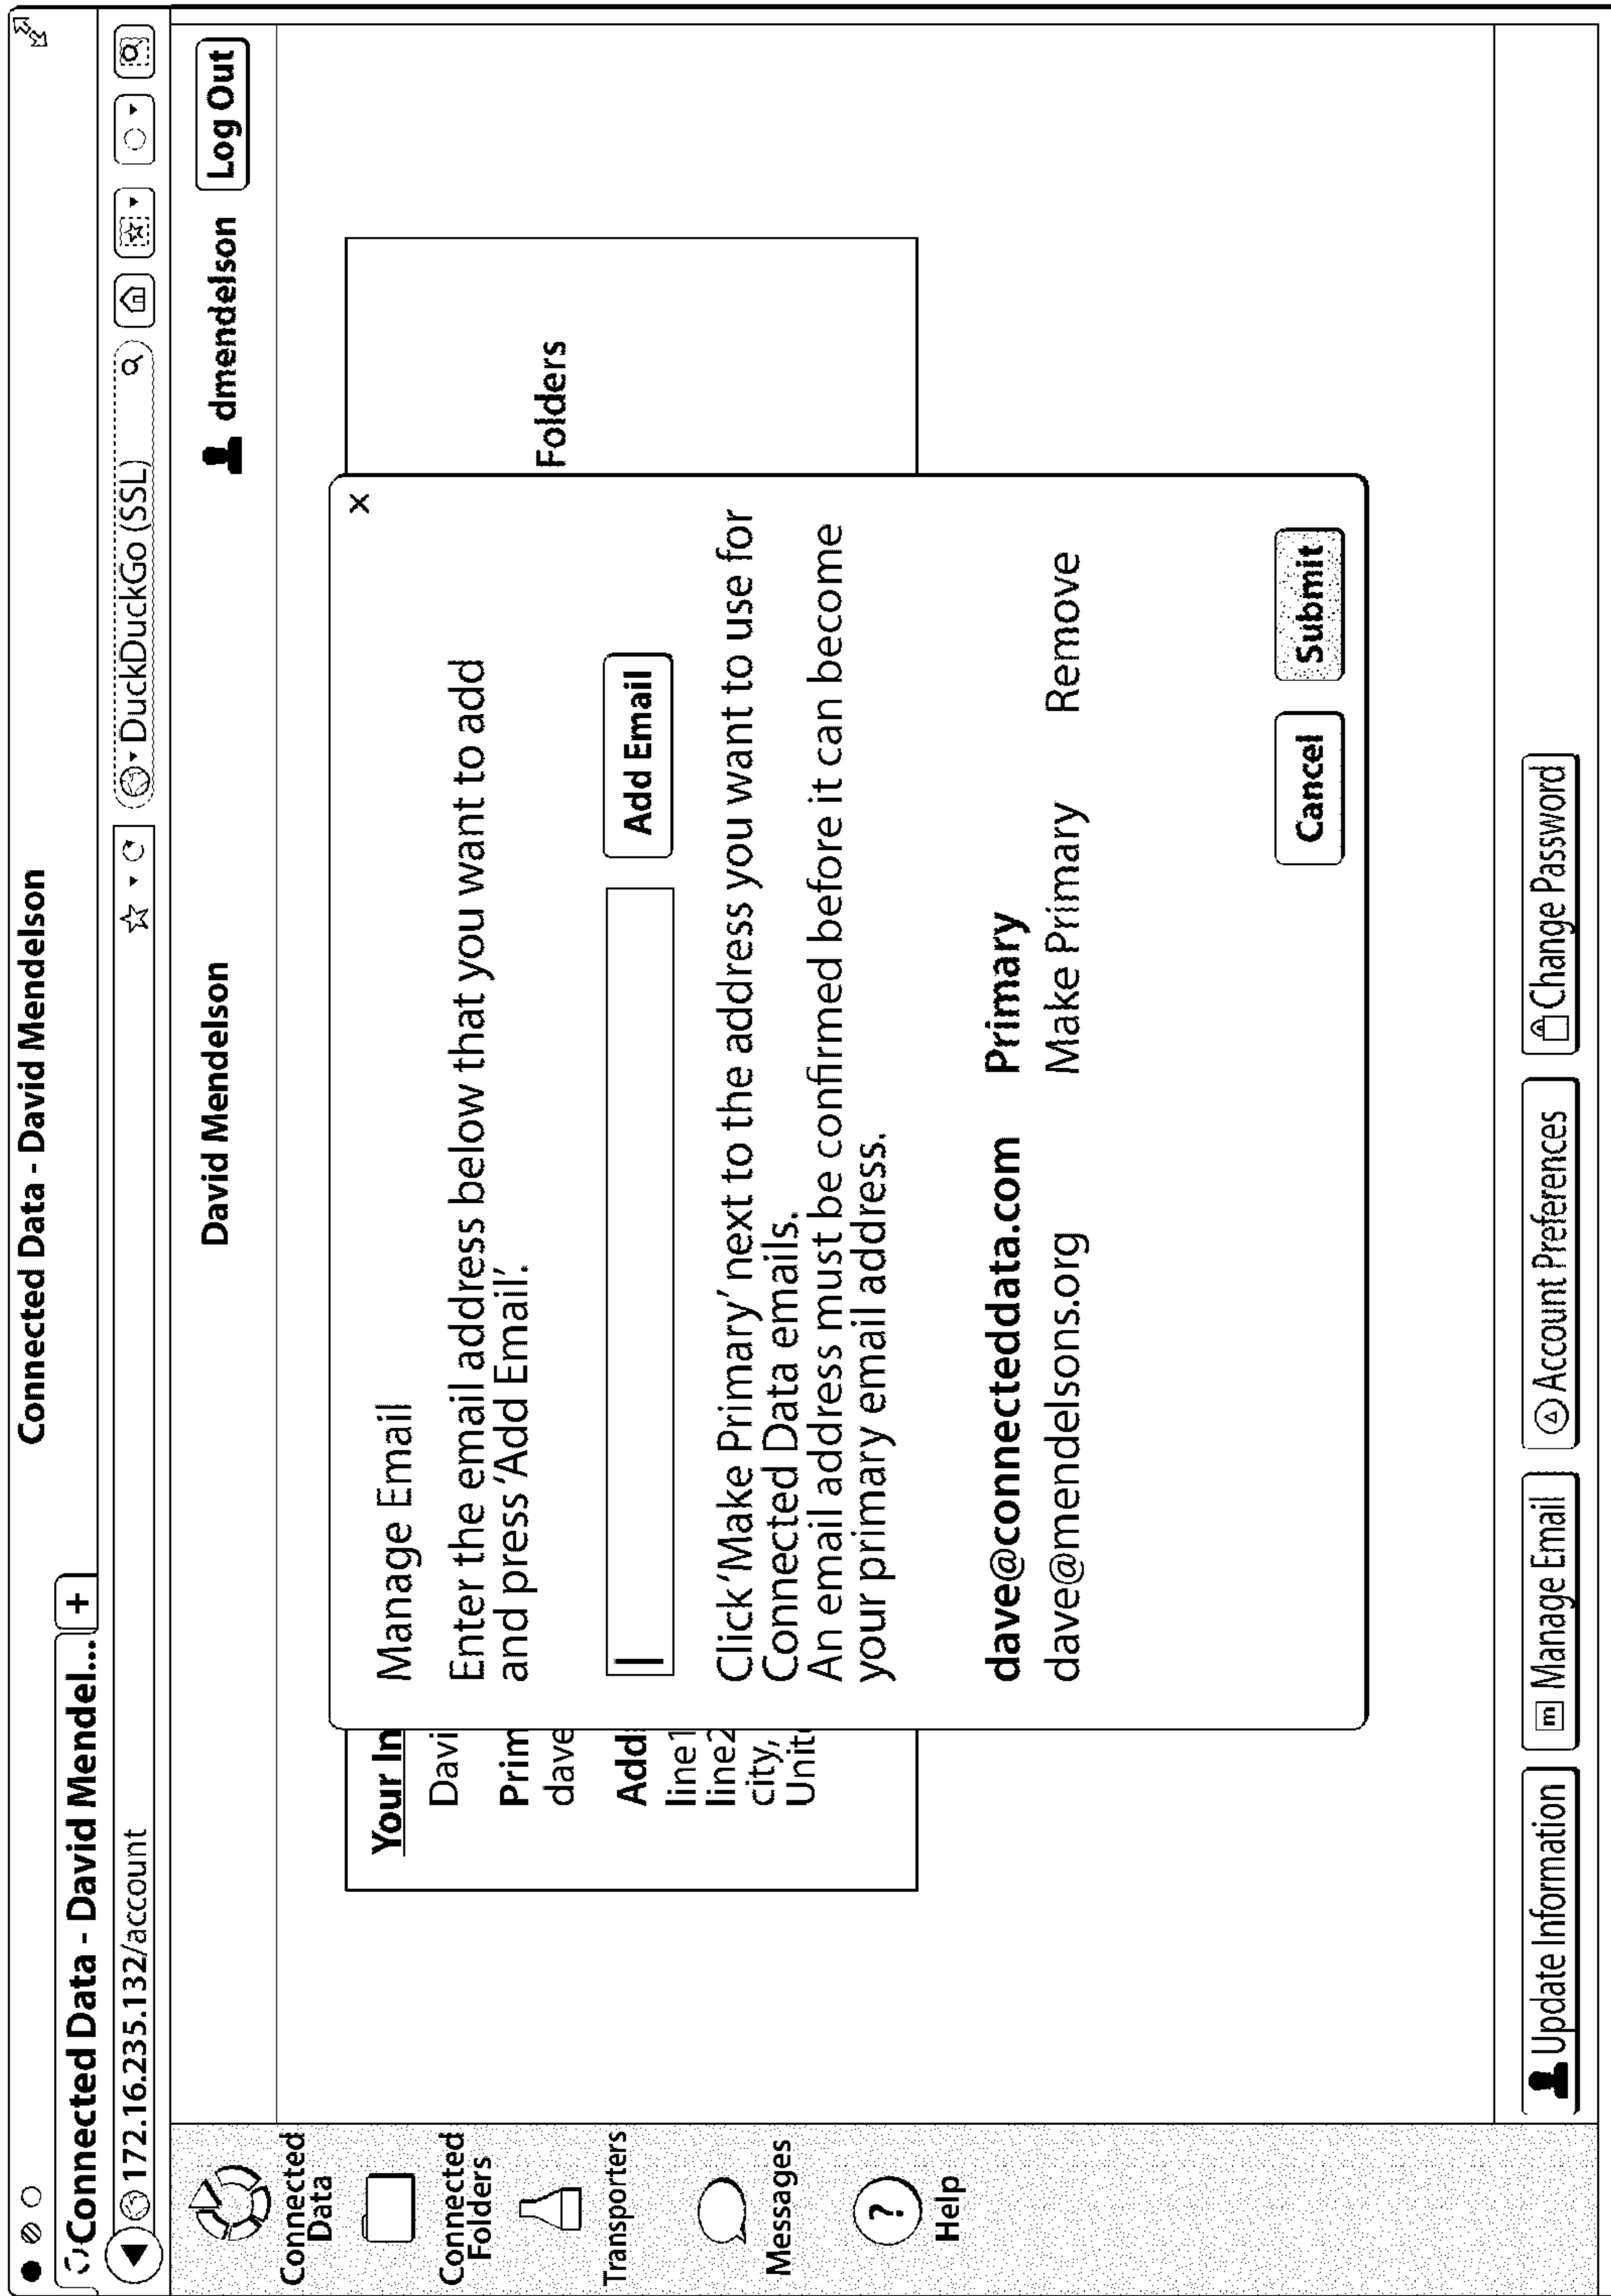 Connected Data - David Mendelson
Connected Data - David Mendel... +
172.16.235.132/account
DuckDuckGo (SSL)
David Mendelson
dmendelson
Log Out
Connected
Data
Connected
Folders
Transporters
Messages
? Help
Your In
Davi
Prim
dave
Add
line1
line2
city,
Unit
Folders
x
Manage Email
Enter the email address below that you want to add
and press ‘Add Email’.
Add Email
Click ‘Make Primary’ next to the address you want to use for
Connected Data emails.
An email address must be confirmed before it can become
your primary email address.
dave@connecteddata.com Primary
dave@mendelsons.org Make Primary Remove
Cancel Submit
Update Information
m Manage Email
Account Preferences
Change Password